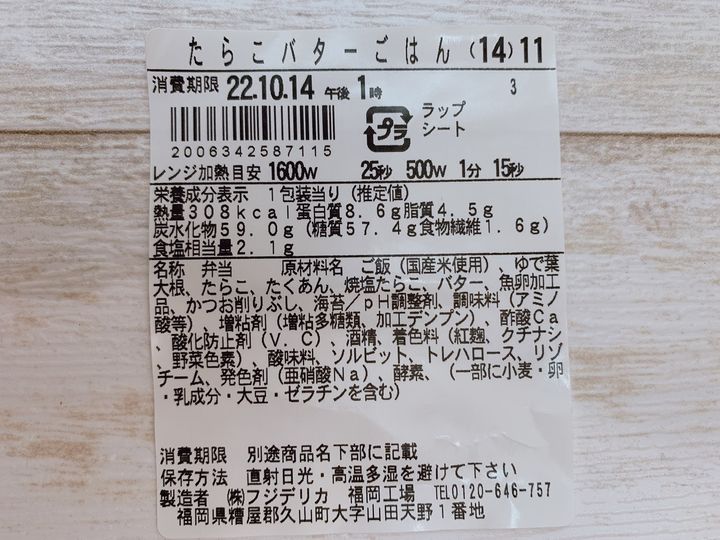 たらこバターごはん(14)11
消費期限 22.10.14 午後 1時 3
プラ
ラップ
シート
2006342587115
レンジ加熱目安 1600W 25秒 500W 1分 15秒
栄養成分表示 1包装当り(推定値)
熱量308kcal蛋白質8.6g脂質4.5g
炭水化物59.0g(糖質57.4g食物繊維1.6g)
食塩相当量2.1g
名称 弁当 原材料名 ご飯(国産米使用)、ゆで葉
大根、たらこ、たくあん、焼塩たらこ、バター、魚卵加工
品、かつお削りぶし、海苔/pH調整剤、調味料(アミノ
酸等)、増粘剤(増粘多糖類、加工デンプン)、酢酸Ca
、酸化防止剤(V.C)、酒精、着色料(紅麹、クチナシ
、野菜色素)、酸味料、ソルビット、トレハロース、リゾ
チーム、発色剤(亜硝酸Na)、酵素、(一部に小麦・卵
・乳成分・大豆・ゼラチンを含む)
消費期限 別途商品名下部に記載
保存方法 直射日光・高温多湿を避けて下さい
製造者 ㈱フジデリカ 福岡工場 TEL0120-646-757
福岡県糟屋郡久山町大字山田天野1番地